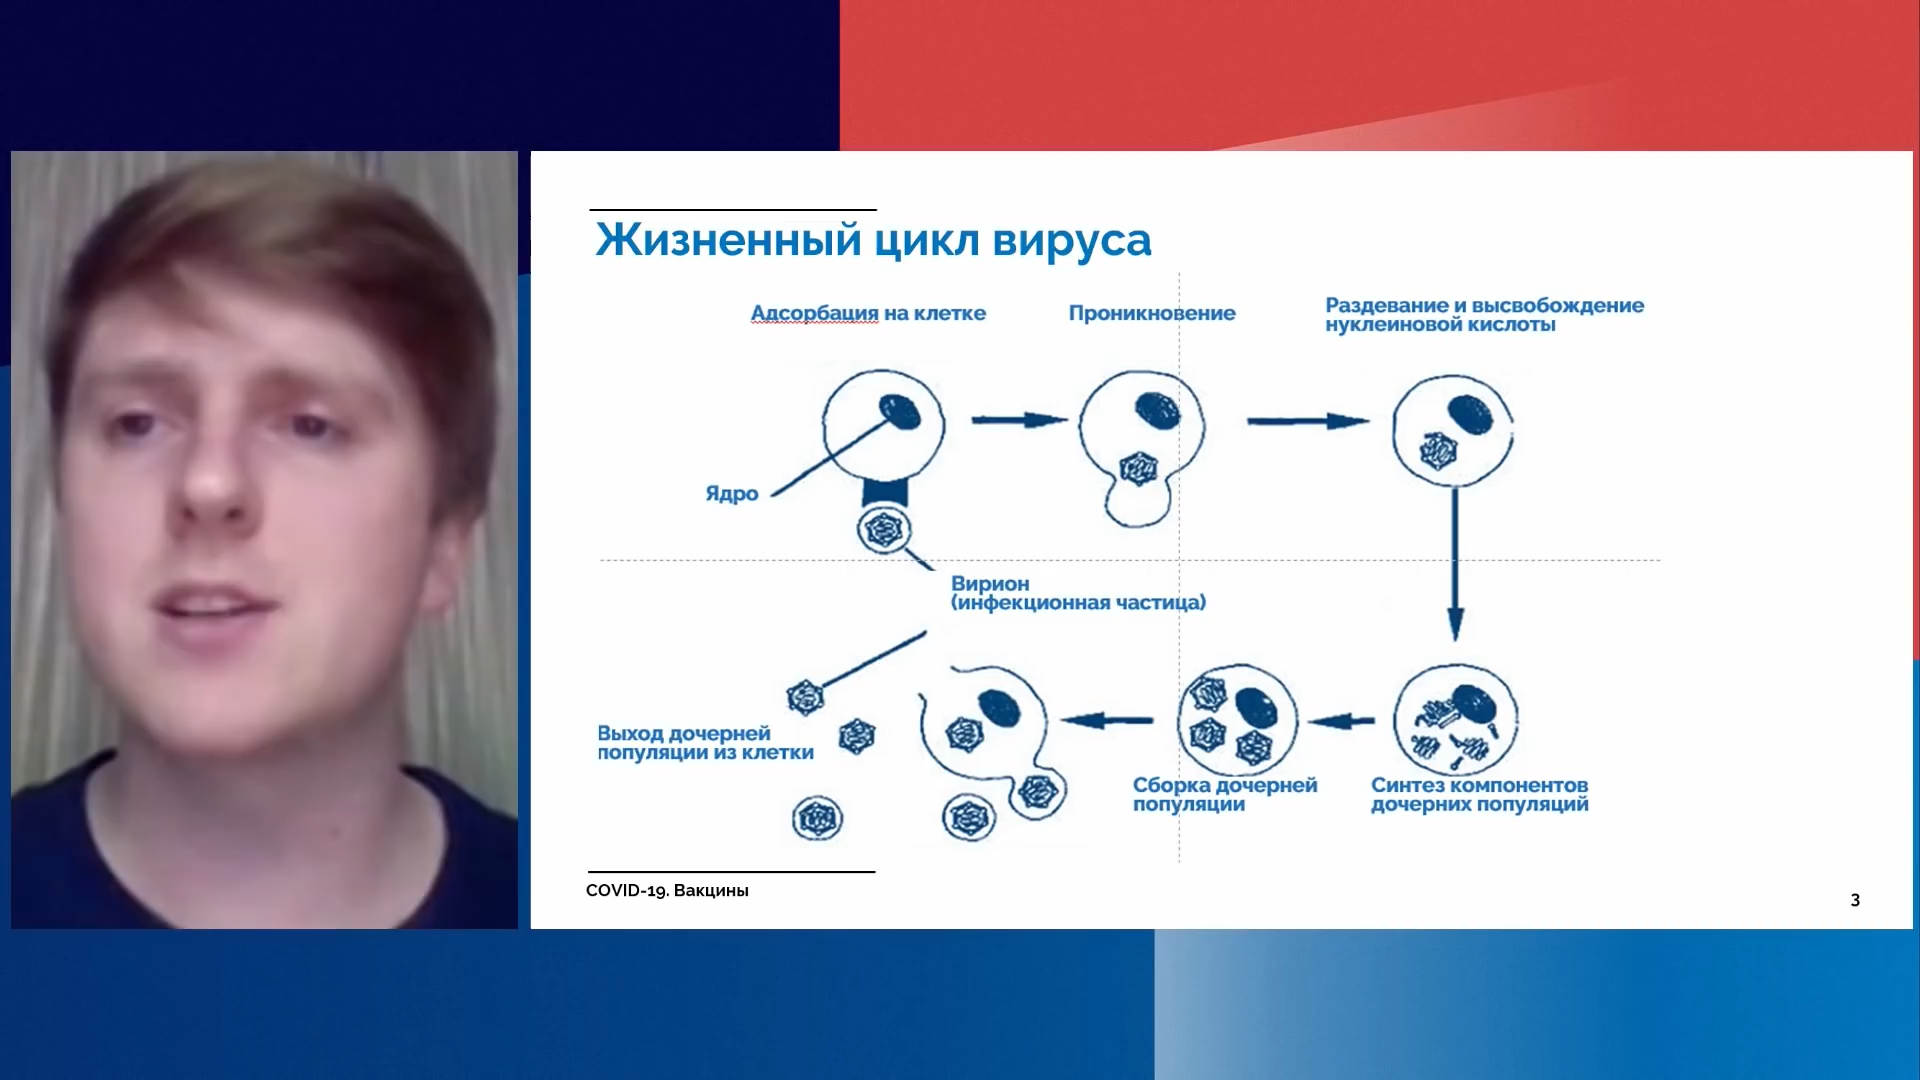 Жизненный цикл вируса
Адсорбация на клетке
Проникновение
Раздевание и высвобождение
нуклеиновой кислоты
Ядро
Вирион
(инфекционная частица)
Выход дочерней
популяции из клетки
Сборка дочерней
популяции
Синтез компонентов
дочерних популяций
COVID-19. Вакцины
3